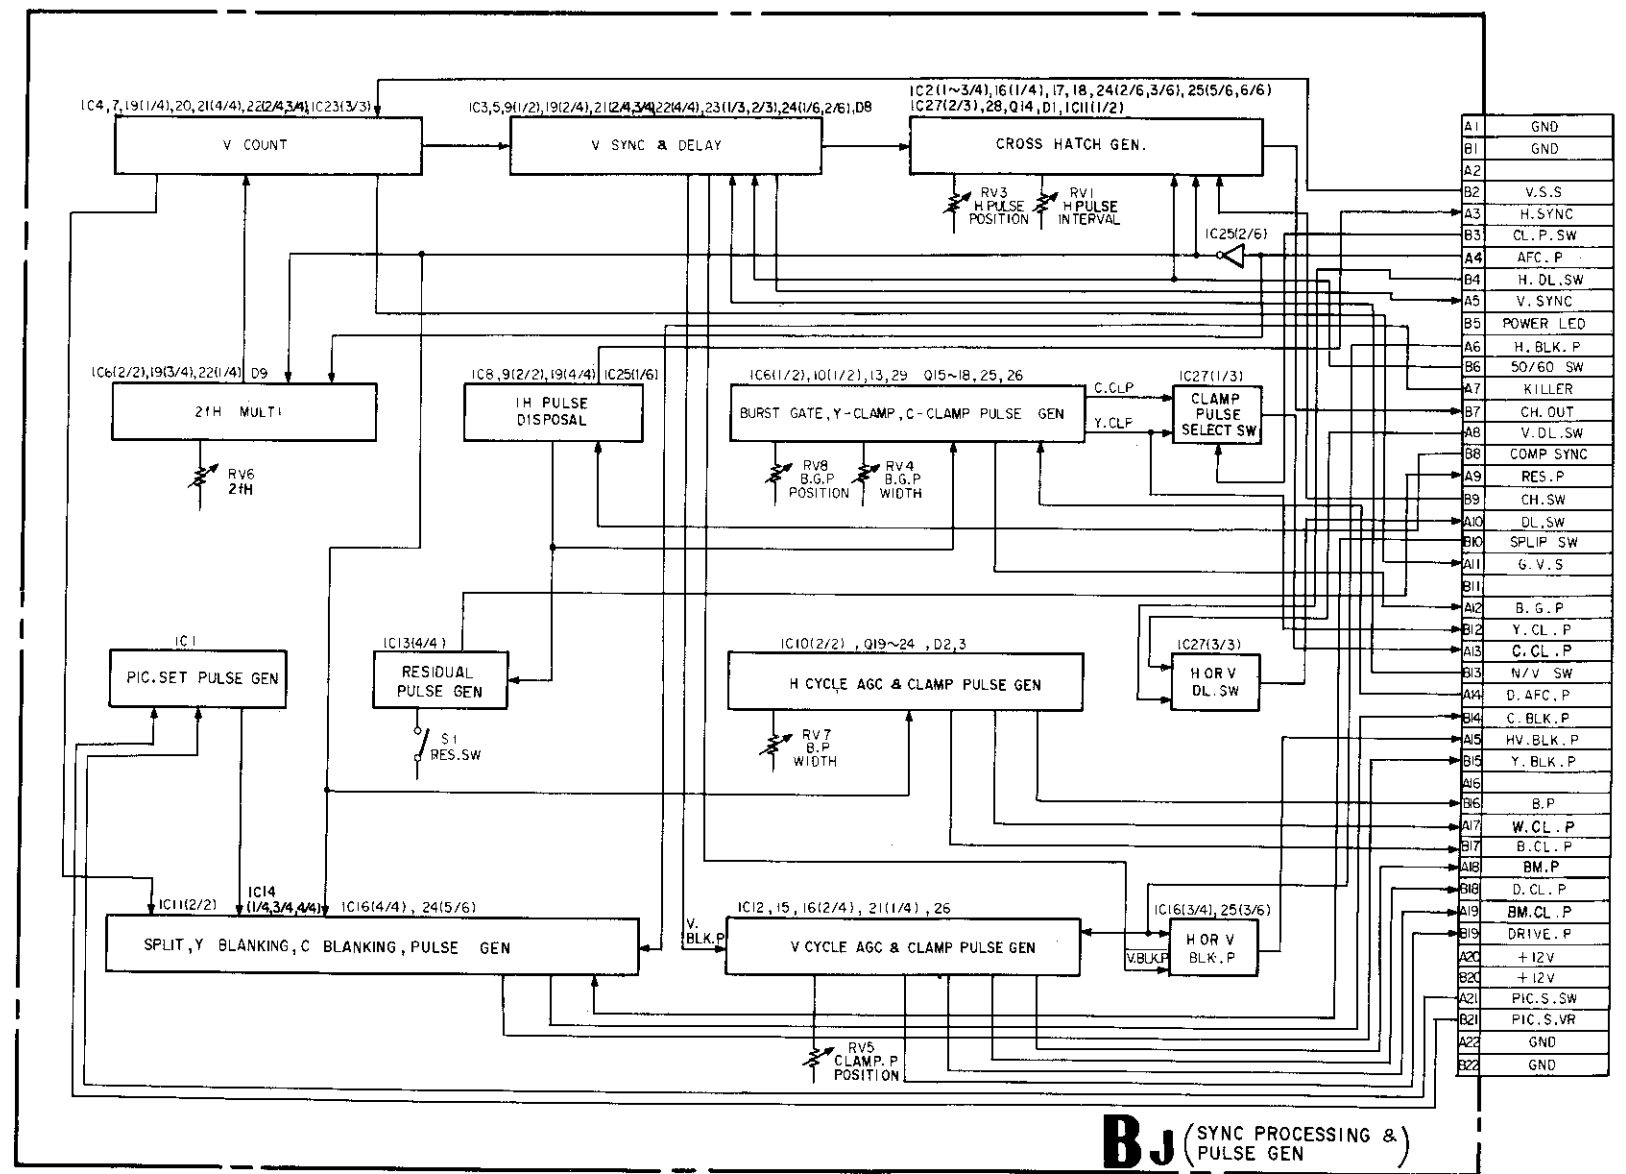 IC4,7,19(1/4),20,21(4/4),22(2/4,3/4),IC23(3/3)
V COUNT
IC3,5,9(1/2),19(2/4),21(2/4,3/4),22(4/4),23(1/3,2/3),24(1/6,2/6),D8
V SYNC & DELAY
IC2(1~3/4),16(1/4),17,18,24(2/6,3/6),25(5/6,6/6)
IC27(2/3),28,Q14,D1,IC11(1/2)
CROSS HATCH GEN.
RV3
H PULSE
POSITION
RV1
H PULSE
INTERVAL
IC25(2/6)
IC6(2/2),19(3/4),22(1/4) D9
2fH MULTI
RV6
2fH
IC8,9(2/2),19(4/4) IC25(1/6)
1H PULSE
DISPOSAL
IC6(1/2),10(1/2),13,29 Q15~18,25,26
BURST GATE,Y-CLAMP,C-CLAMP PULSE GEN
C.CLP
Y.CLP
RV8
B.G.P
POSITION
RV4
B.G.P
WIDTH
IC27(1/3)
CLAMP
PULSE
SELECT SW
IC1
PIC.SET PULSE GEN
IC13(4/4)
RESIDUAL
PULSE GEN
S1
RES.SW
IC10(2/2) ,Q19~24 ,D2,3
H CYCLE AGC & CLAMP PULSE GEN
RV7
B.P
WIDTH
IC27(3/3)
H OR V
DL.SW
IC11(2/2)
IC14
(1/4,3/4,4/4)
IC16(4/4) ,24(5/6)
SPLIT,Y BLANKING,C BLANKING,PULSE GEN
V.
BLK.P
IC12,15,16(2/4),21(1/4),26
V CYCLE AGC & CLAMP PULSE GEN
RV5
CLAMP.P
POSITION
V.BLK.P
IC16(3/4),25(3/6)
H OR V
BLK.P
A1 GND
B1 GND
A2
B2 V.S.S
A3 H.SYNC
B3 CL.P.SW
A4 AFC.P
B4 H.DL.SW
A5 V.SYNC
B5 POWER LED
A6 H.BLK.P
B6 50/60 SW
A7 KILLER
B7 CH.OUT
A8 V.DL.SW
B8 COMP SYNC
A9 RES.P
B9 CH.SW
A10 DL.SW
B10 SPLIP SW
A11 G.V.S
B11
A12 B.G.P
B12 Y.CL.P
A13 C.CL.P
B13 N/V SW
A14 D.AFC.P
B14 C.BLK.P
A15 HV.BLK.P
B15 Y.BLK.P
A16
B16 B.P
A17 W.CL.P
B17 B.CL.P
A18 BM.P
B18 D.CL.P
A19 BM.CL.P
B19 DRIVE.P
A20 +12V
B20 +12V
A21 PIC.S.SW
B21 PIC.S.VR
A22 GND
B22 GND
BJ (SYNC PROCESSING &
PULSE GEN)